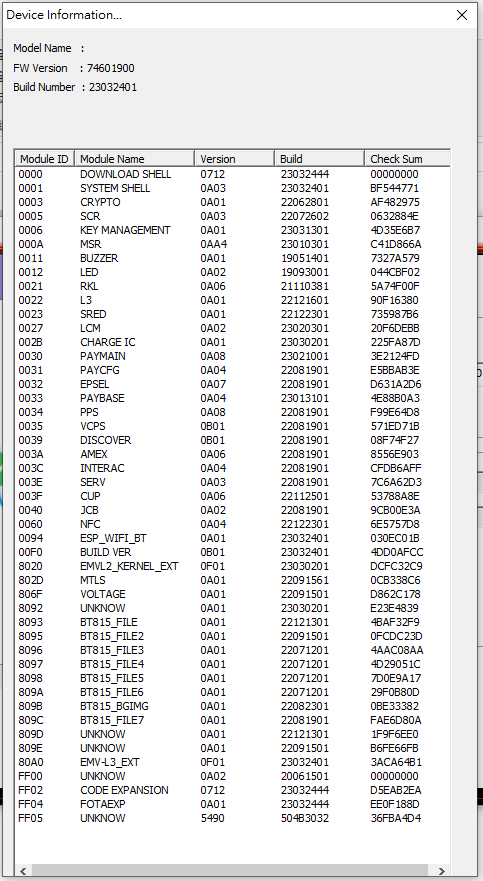 Device Information...
Model Name :
FW Version : 74601900
Build Number : 23032401
Module ID Module Name Version Build Check Sum
0000 DOWNLOAD SHELL 0712 23032444 00000000
0001 SYSTEM SHELL 0A03 23032401 BF544771
0003 CRYPTO 0A01 22062801 AF482975
0005 SCR 0A03 22072602 0632884E
0006 KEY MANAGEMENT 0A01 23031301 4D35E6B7
000A MSR 0AA4 23010301 C41D866A
0011 BUZZER 0A01 19051401 7327A579
0012 LED 0A02 19093001 044CBF02
0021 RKL 0A06 21110381 5A74F00F
0022 L3 0A01 22121601 90F16380
0023 SRED 0A01 22122301 735987B6
0027 LCM 0A02 23020301 20F6DEBB
002B CHARGE IC 0A01 23030201 225FA87D
0030 PAYMAIN 0A08 23021001 3E2124FD
0031 PAYCFG 0A04 22081901 E5BBAB3E
0032 EPSEL 0A07 22081901 D631A2D6
0033 PAYBASE 0A04 23013101 4E88B0A3
0034 PPS 0A08 22081901 F99E64D8
0035 VCPS 0B01 22081901 571ED71B
0039 DISCOVER 0B01 22081901 08F74F27
003A AMEX 0A06 22081901 8556E903
003C INTERAC 0A04 22081901 CFDB6AFF
003E SERV 0A03 22081901 7C6A62D3
003F CUP 0A06 22112501 53788A8E
0040 JCB 0A02 22081901 9CB00E3A
0060 NFC 0A04 22122301 6E5757D8
0094 ESP_WIFI_BT 0A01 23032401 030EC01B
00F0 BUILD VER 0B01 23032401 4DD0AFCC
8020 EMVL2_KERNEL_EXT 0F01 23030201 DCFC32C9
802D MTLS 0A01 22091561 0CB338C6
806F VOLTAGE 0A01 22091501 D862C178
8092 UNKNOW 0A01 23030201 E23E4839
8093 BT815_FILE 0A01 22121301 4BAF32F9
8095 BT815_FILE2 0A01 22091501 0FCDC23D
8096 BT815_FILE3 0A01 22071201 4AAC08AA
8097 BT815_FILE4 0A01 22071201 4D29051C
8098 BT815_FILE5 0A01 22071201 7D0E9A17
809A BT815_FILE6 0A01 22071201 29F0B80D
809B BT815_BGIMG 0A01 22082301 0BE33382
809C BT815_FILE7 0A01 22081901 FAE6D80A
809D UNKNOW 0A01 22121301 1F9F6EE0
809E UNKNOW 0A01 22091501 B6FE66FB
80A0 EMV-L3_EXT 0F01 23032401 3ACA64B1
FF00 UNKNOW 0A02 20061501 00000000
FF02 CODE EXPANSION 0712 23032444 D5EAB2EA
FF04 FOTAEXP 0A01 23032444 EE0F188D
FF05 UNKNOW 5490 504B3032 36FBA4D4